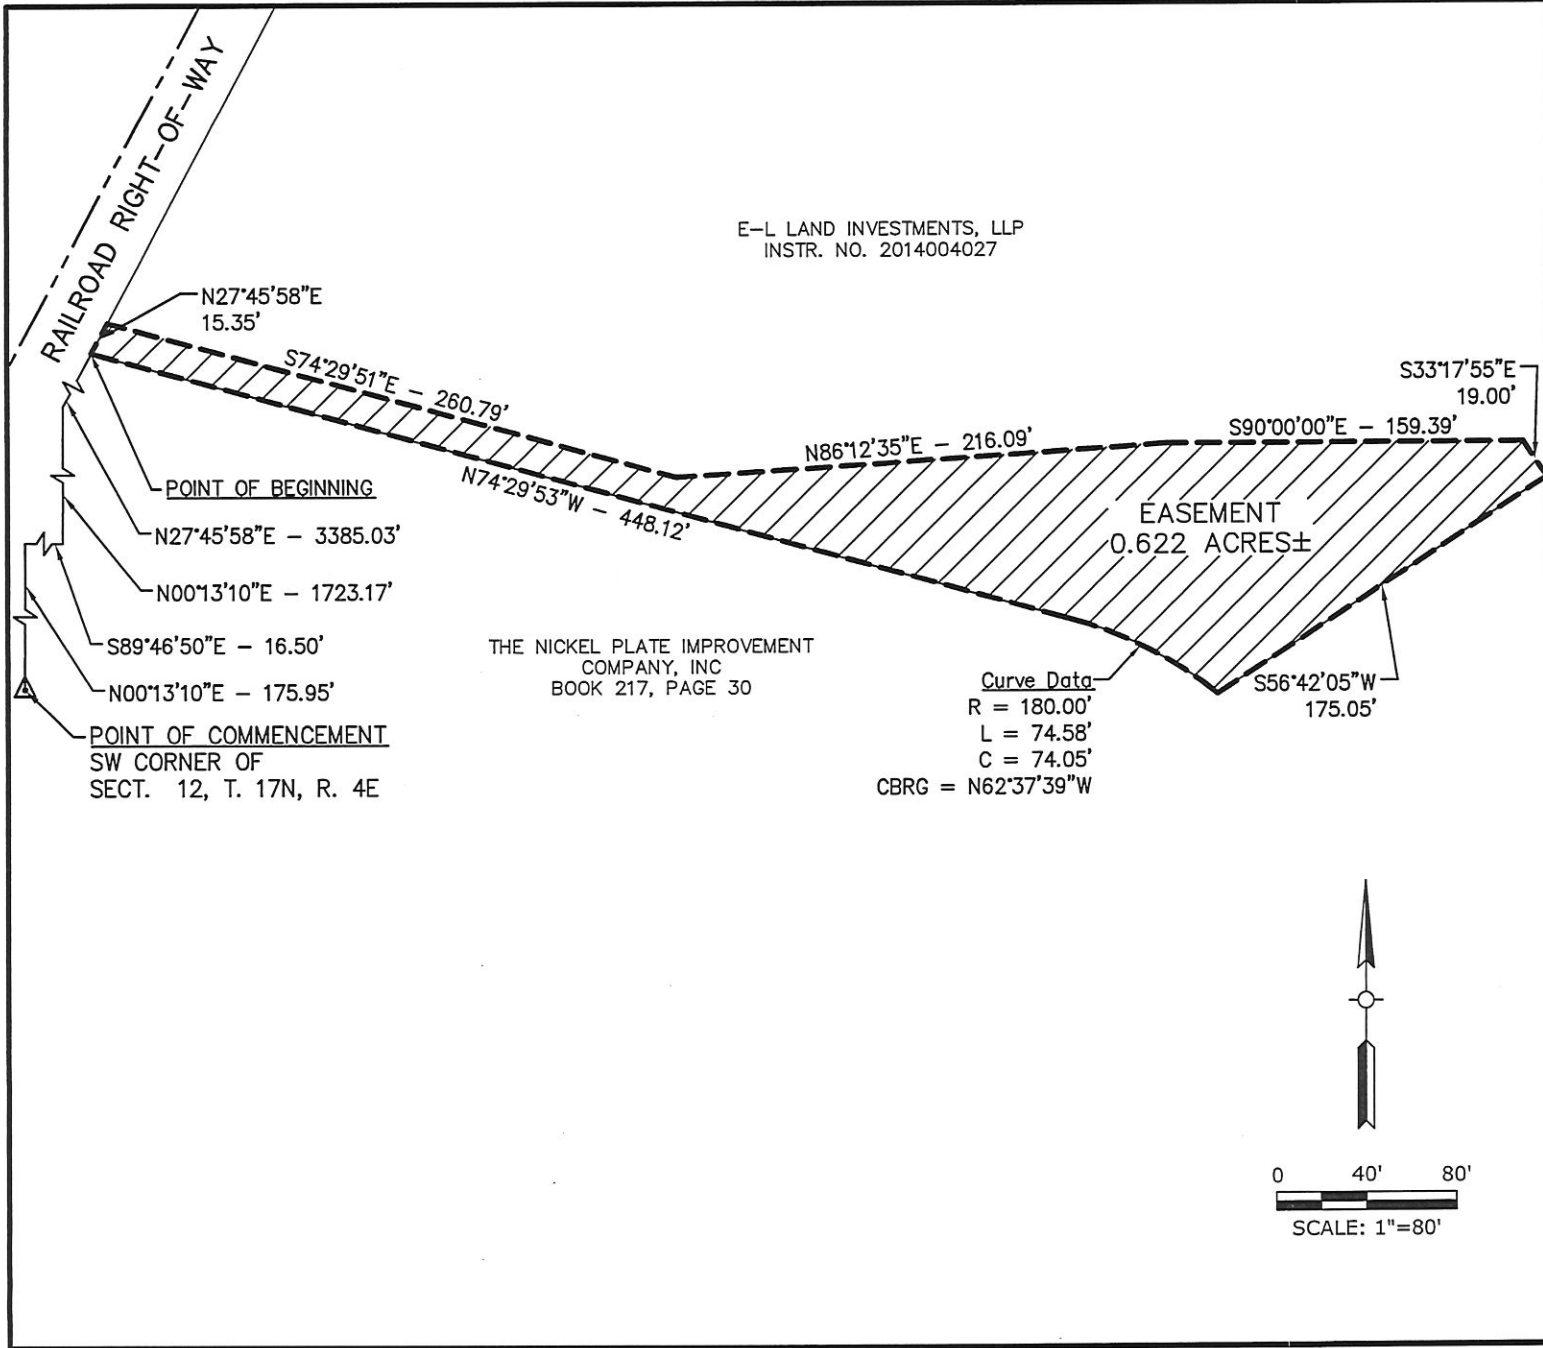 RAILROAD RIGHT-OF-WAY
E-L LAND INVESTMENTS, LLP
INSTR. NO. 2014004027
N27°45'58"E
15.35'
S74°29'51"E - 260.79'
N86°12'35"E - 216.09'
S90°00'00"E - 159.39'
S33°17'55"E
19.00'
N74°29'53"W - 448.12'
POINT OF BEGINNING
EASEMENT
0.622 ACRES±
N27°45'58"E - 3385.03'
N00°13'10"E - 1723.17'
S89°46'50"E - 16.50'
N00°13'10"E - 175.95'
POINT OF COMMENCEMENT
SW CORNER OF
SECT. 12, T. 17N, R. 4E
THE NICKEL PLATE IMPROVEMENT
COMPANY, INC
BOOK 217, PAGE 30
Curve Data
R = 180.00'
L = 74.58'
C = 74.05'
CBRG = N62°37'39"W
S56°42'05"W
175.05'
0 40' 80'
SCALE: 1"=80'